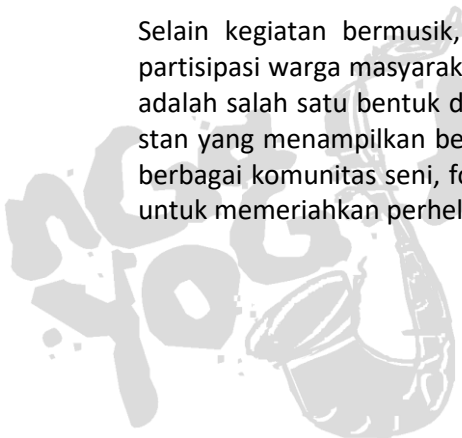 Selain kegiatan bermusik,
partisipasi warga masyarak
adalah salah satu bentuk d
stan yang menampilkan be
berbagai komunitas seni, fo
untuk memeriahkan perhel